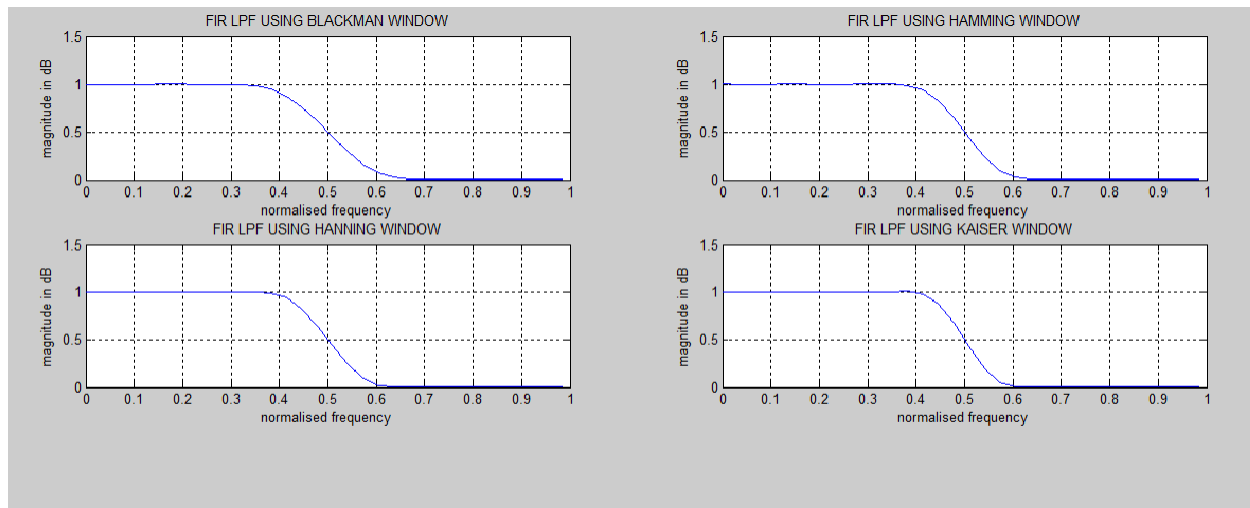 FIR LPF USING BLACKMAN WINDOW
1.5
1
0.5
0
magnitude in dB
0 0.1 0.2 0.3 0.4 0.5 0.6 0.7 0.8 0.9 1
normalised frequency
FIR LPF USING HAMMING WINDOW
1.5
1
0.5
0
magnitude in dB
0 0.1 0.2 0.3 0.4 0.5 0.6 0.7 0.8 0.9 1
normalised frequency
FIR LPF USING HANNING WINDOW
1.5
1
0.5
0
magnitude in dB
0 0.1 0.2 0.3 0.4 0.5 0.6 0.7 0.8 0.9 1
normalised frequency
FIR LPF USING KAISER WINDOW
1.5
1
0.5
0
magnitude in dB
0 0.1 0.2 0.3 0.4 0.5 0.6 0.7 0.8 0.9 1
normalised frequency